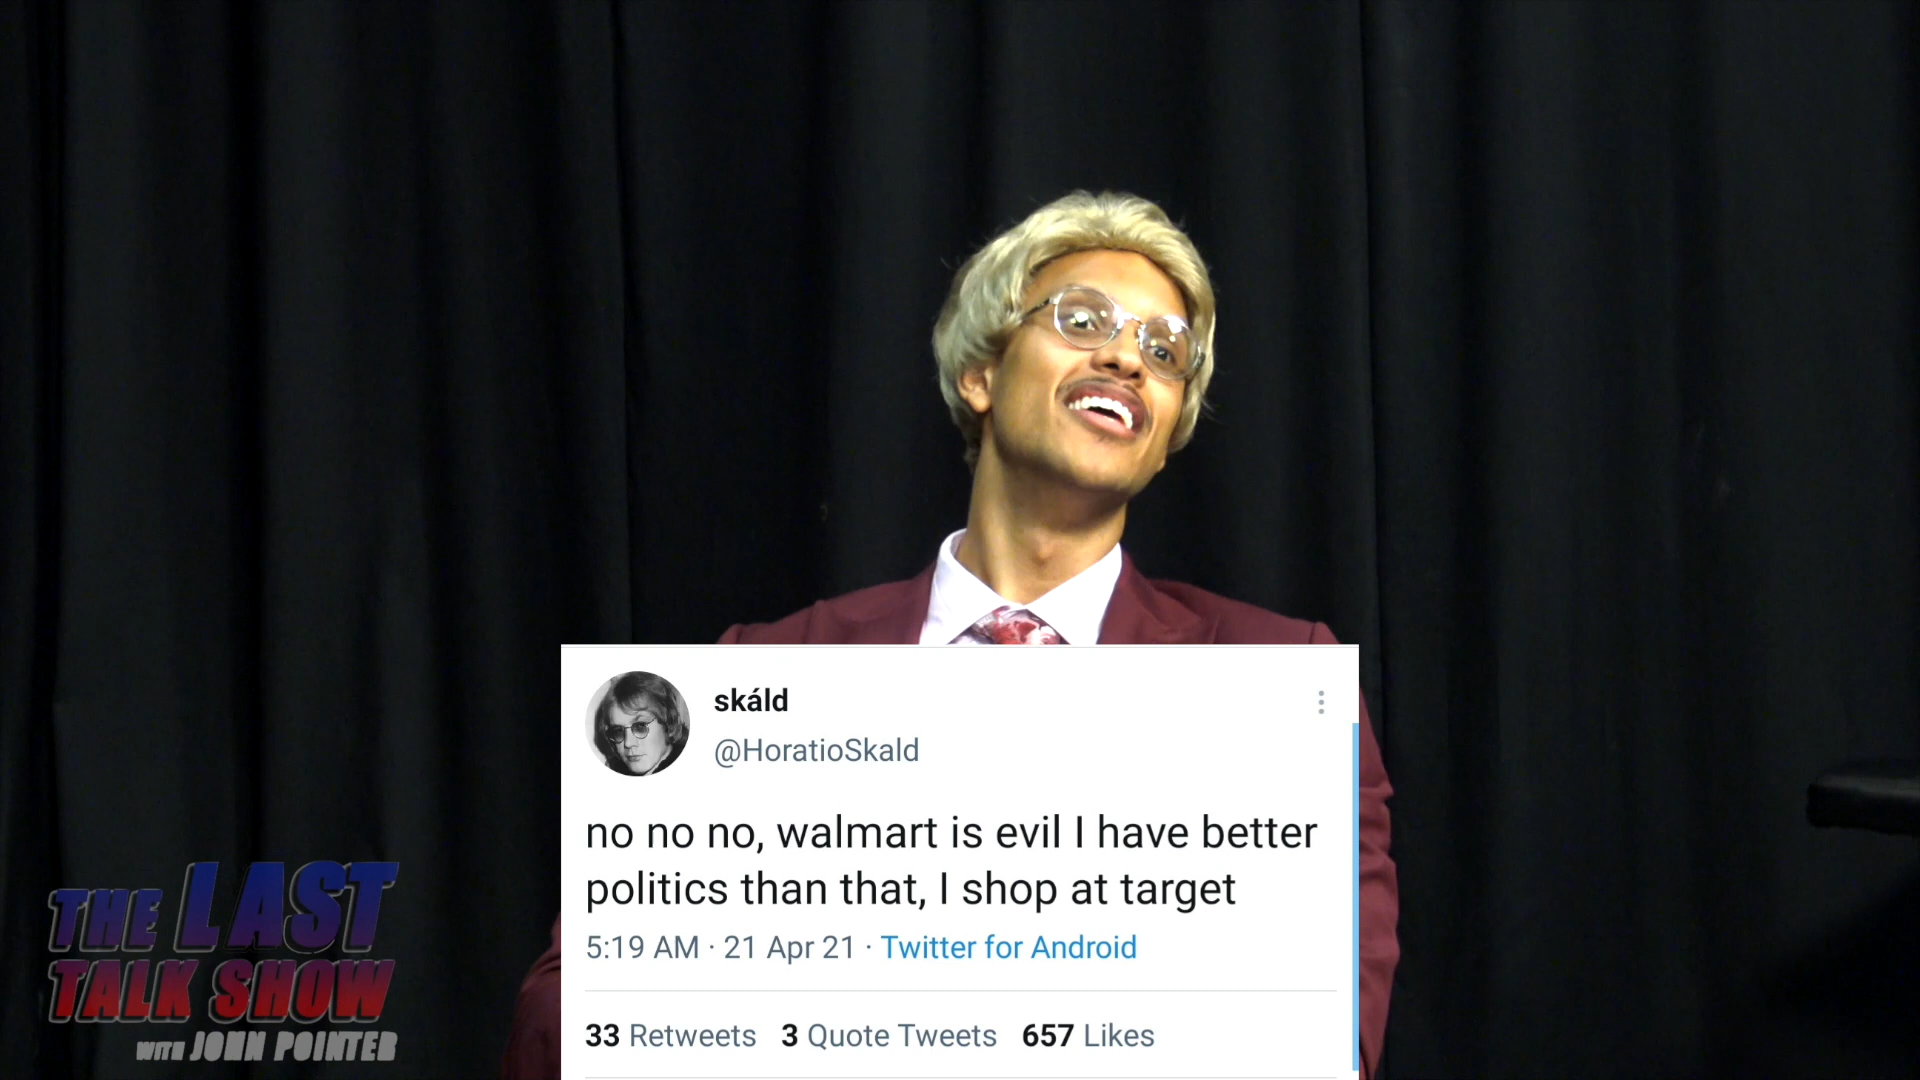 skáld
@HoratioSkald
no no no, walmart is evil I have better
politics than that, I shop at target
5:19 AM · 21 Apr 21 · Twitter for Android
33 Retweets 3 Quote Tweets 657 Likes
THE LAST
TALK SHOW
WITH JOHN POINTER